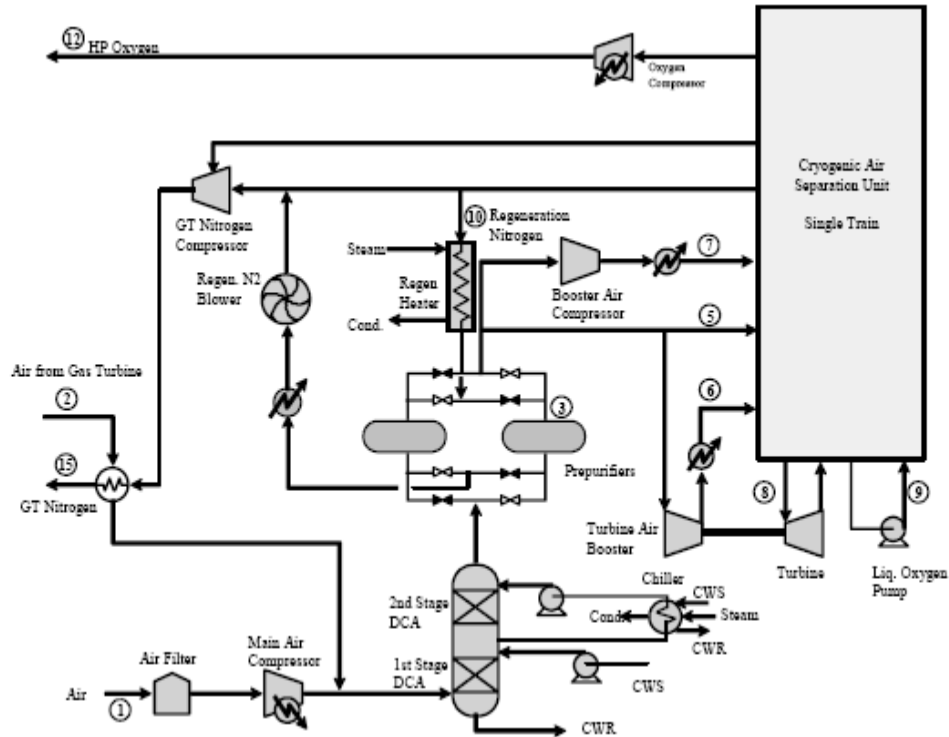 12
HP Oxygen
Oxygen
Compressor
Cryogenic Air
Separation Unit
Single Train
GT Nitrogen
Compressor
10
Regeneration
Nitrogen
Steam
7
Regen. N2
Blower
Regen
Heater
Booster Air
Compressor
Cond.
5
Air from Gas Turbine
2
3
6
15
GT Nitrogen
Prepurifiers
8
9
Turbine Air
Booster
Turbine
Liq. Oxygen
Pump
Chiller
CWS
2nd Stage
DCA
Cond.
Steam
CWR
Air Filter
Main Air
Compressor
1st Stage
DCA
CWS
Air
1
CWR